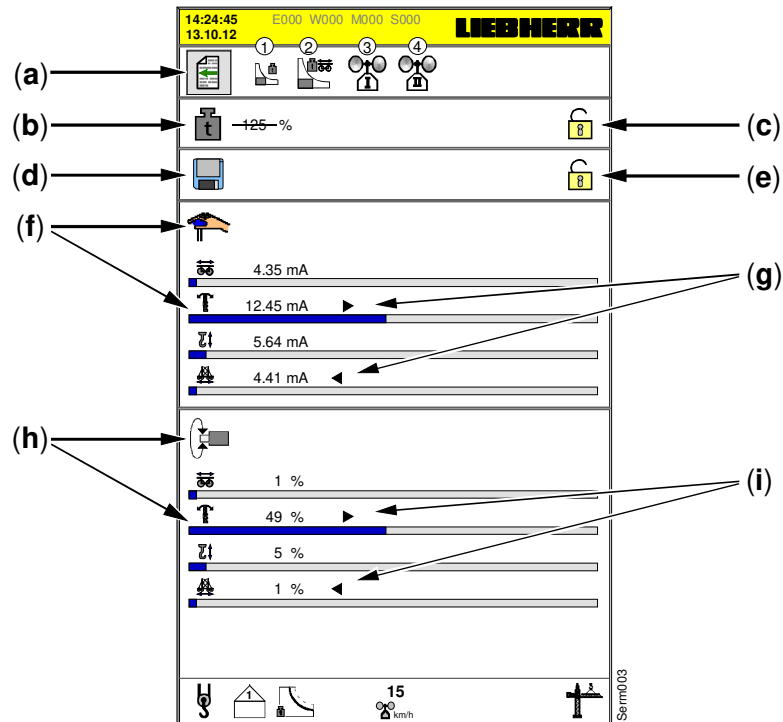 14:24:45 E000 W000 M000 S000 LIEBHERR
13.10.12
1 2 3 4
(a) I II
(b) t 125 % (c)
(d) (e)
(f)
4.35 mA
12.45 mA (g)
5.64 mA
4.41 mA
(h)
1 %
49 % (i)
5 %
1 %
1 15
km/h
Serm003